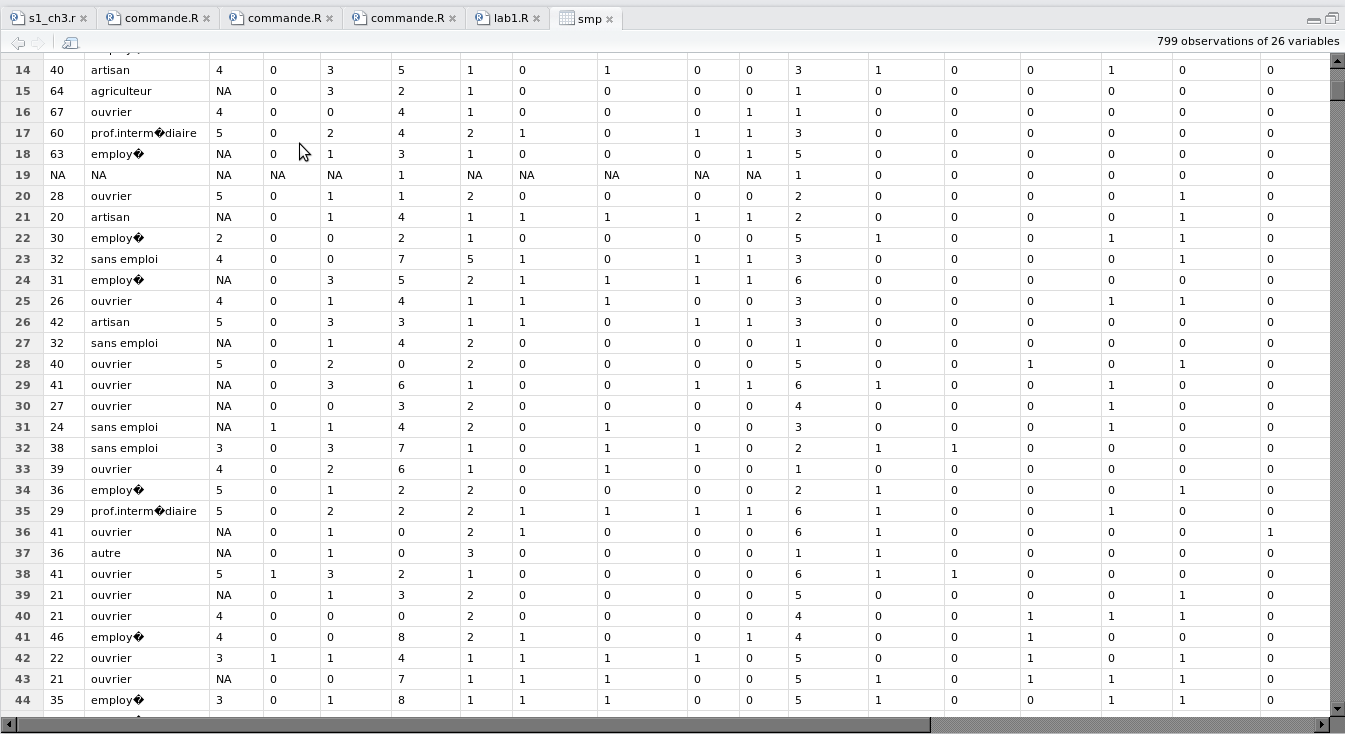 s1_ch3.r commande.R commande.R commande.R lab1.R smp
799 observations of 26 variables
14 40 artisan 4 0 3 5 1 0 1 0 0 3 1 0 0 1 0 0
15 64 agriculteur NA 0 3 2 1 0 0 0 0 1 0 0 0 0 0 0
16 67 ouvrier 4 0 0 4 1 0 0 0 1 1 0 0 0 0 0 0
17 60 prof.interm�diaire 5 0 2 4 2 1 0 1 1 3 0 0 0 0 0 0
18 63 employ� NA 0 1 3 1 0 0 0 1 5 0 0 0 0 0 0
19 NA NA NA NA NA 1 NA NA NA NA NA 1 0 0 0 0 0 0
20 28 ouvrier 5 0 1 1 2 0 0 0 0 2 0 0 0 0 1 0
21 20 artisan NA 0 1 4 1 1 1 1 1 2 0 0 0 0 1 0
22 30 employ� 2 0 0 2 1 0 0 0 0 5 1 0 0 1 1 0
23 32 sans emploi 4 0 0 7 5 1 0 1 1 3 0 0 0 0 1 0
24 31 employ� NA 0 3 5 2 1 1 1 1 6 0 0 0 0 0 0
25 26 ouvrier 4 0 1 4 1 1 1 0 0 3 0 0 0 1 1 0
26 42 artisan 5 0 3 3 1 1 0 1 1 3 0 0 0 0 0 0
27 32 sans emploi NA 0 1 4 2 0 0 0 0 1 0 0 0 0 0 0
28 40 ouvrier 5 0 2 0 2 0 0 0 0 5 0 0 1 0 1 0
29 41 ouvrier NA 0 3 6 1 0 0 1 1 6 1 0 0 1 0 0
30 27 ouvrier NA 0 0 3 2 0 0 0 0 4 0 0 0 1 0 0
31 24 sans emploi NA 1 1 4 2 0 1 0 0 3 0 0 0 1 0 0
32 38 sans emploi 3 0 3 7 1 0 1 1 0 2 1 1 0 0 0 0
33 39 ouvrier 4 0 2 6 1 0 1 0 0 1 0 0 0 0 0 0
34 36 employ� 5 0 1 2 2 0 0 0 0 2 1 0 0 0 1 0
35 29 prof.interm�diaire 5 0 2 2 2 1 1 1 1 6 1 0 0 1 0 0
36 41 ouvrier NA 0 1 0 2 1 0 0 0 6 1 0 0 0 0 1
37 36 autre NA 0 1 0 3 0 0 0 0 1 1 0 0 0 0 0
38 41 ouvrier 5 1 3 2 1 0 0 0 0 6 1 1 0 0 0 0
39 21 ouvrier NA 0 1 3 2 0 0 0 0 5 0 0 0 0 1 0
40 21 ouvrier 4 0 0 0 2 0 0 0 0 4 0 0 1 1 1 0
41 46 employ� 4 0 0 8 2 1 0 0 1 4 0 0 1 0 0 0
42 22 ouvrier 3 1 1 4 1 1 1 1 0 5 0 0 1 0 1 0
43 21 ouvrier NA 0 0 7 1 1 1 0 0 5 1 0 1 1 1 0
44 35 employ� 3 0 1 8 1 1 1 0 0 5 1 0 0 1 1 0